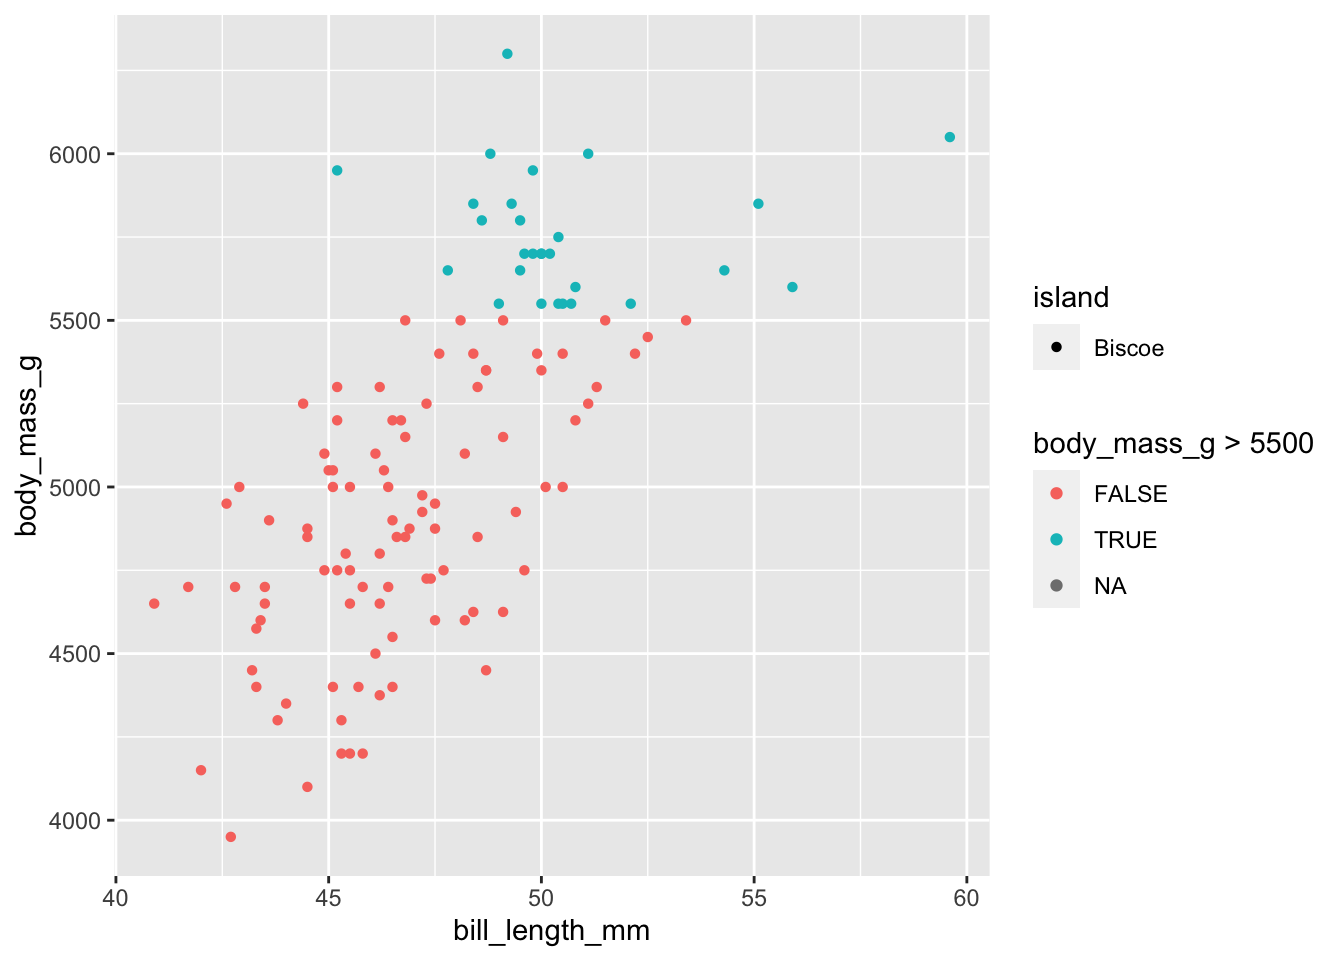 6000
5500
5000
4500
4000
body_mass_g
40
45
50
55
60
bill_length_mm
island
Biscoe
body_mass_g > 5500
FALSE
TRUE
NA